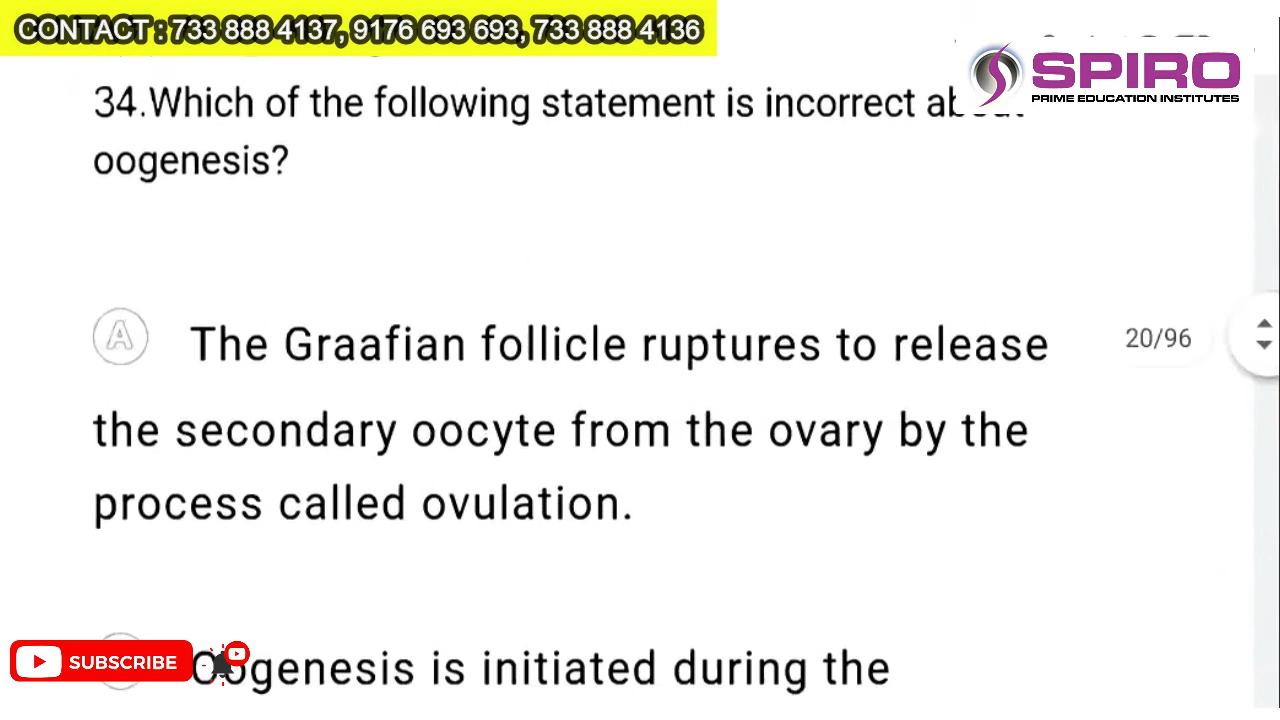 CONTACT : 733 888 4137, 9176 693 693, 733 888 4136
SPIRO
PRIME EDUCATION INSTITUTES
34.Which of the following statement is incorrect about
oogenesis?
A The Graafian follicle ruptures to release
20/96
the secondary oocyte from the ovary by the
process called ovulation.
SUBSCRIBE
Oogenesis is initiated during the